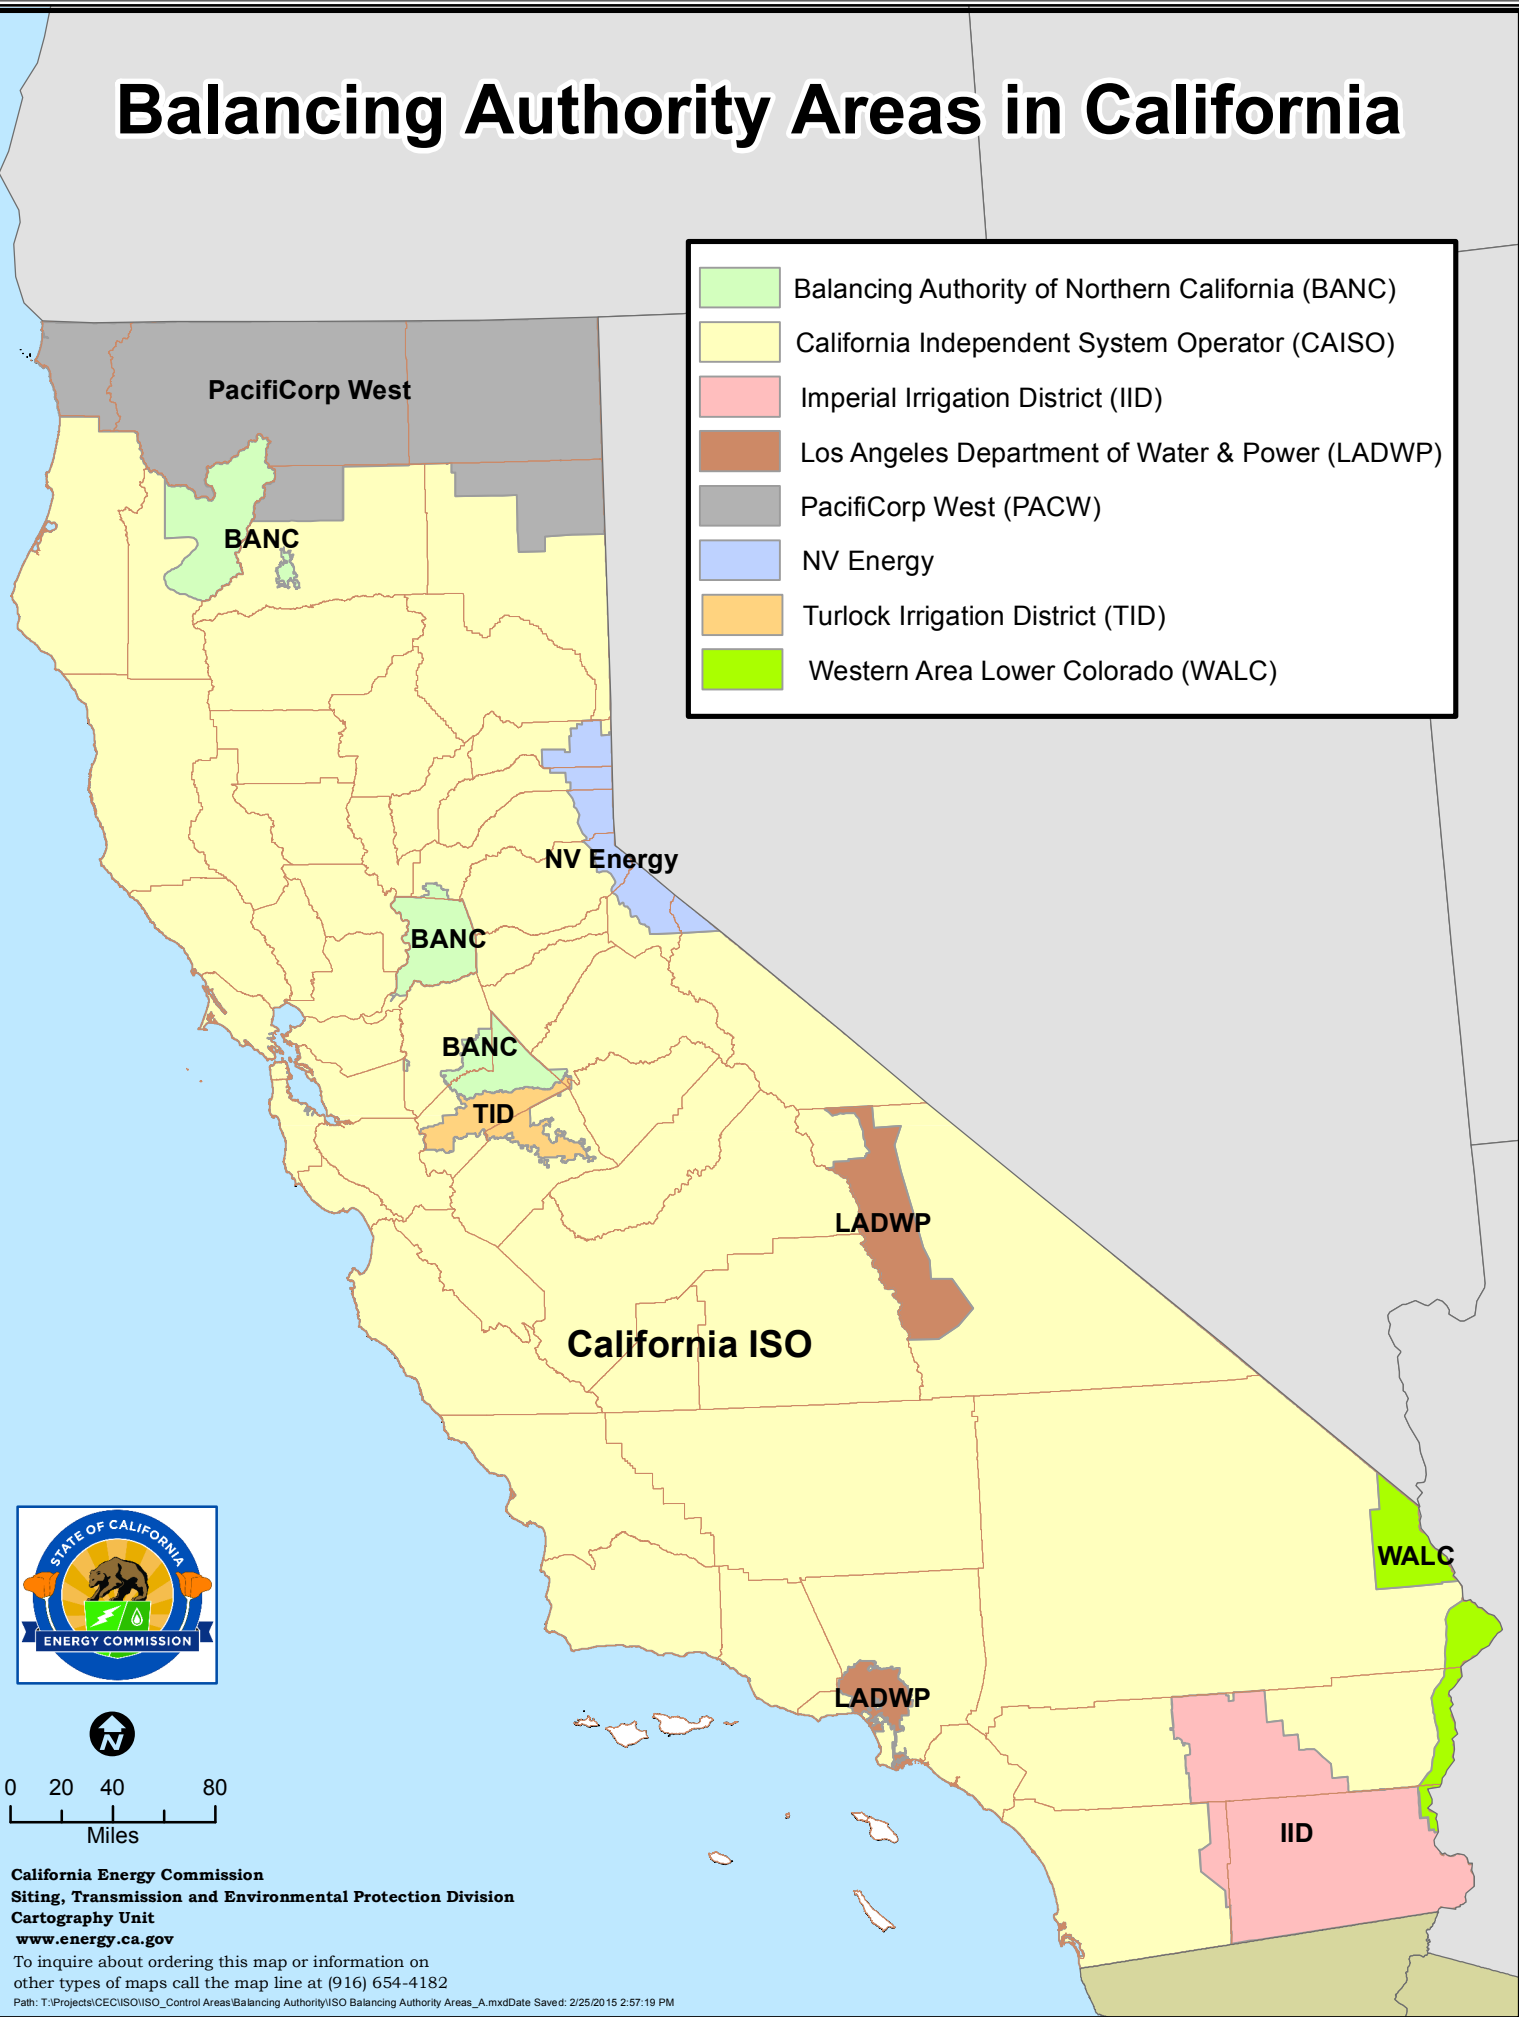 Balancing Authority Areas in California
Balancing Authority of Northern California (BANC)
California Independent System Operator (CAISO)
Imperial Irrigation District (IID)
Los Angeles Department of Water & Power (LADWP)
PacifiCorp West (PACW)
NV Energy
Turlock Irrigation District (TID)
Western Area Lower Colorado (WALC)
PacifiCorp West
BANC
NV Energy
BANC
BANC
TID
LADWP
California ISO
WALC
LADWP
IID
STATE OF CALIFORNIA
ENERGY COMMISSION
N
0 20 40 80
Miles
California Energy Commission
Siting, Transmission and Environmental Protection Division
Cartography Unit
www.energy.ca.gov
To inquire about ordering this map or information on
other types of maps call the map line at (916) 654-4182
Path: T:\Projects\CEC\ISO\ISO_Control Areas\Balancing Authority\ISO Balancing Authority Areas_A.mxdDate Saved: 2/25/2015 2:57:19 PM